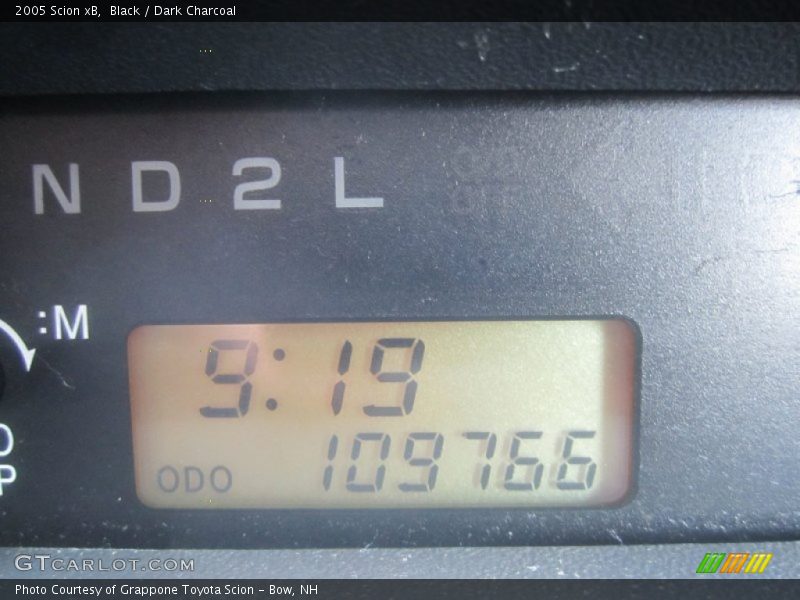 2005 Scion xB,  Black / Dark Charcoal
N D 2 L O/D OFF
:M
9:19
ODO 109766
GTCARLOT.COM
Photo Courtesy of Grappone Toyota Scion - Bow, NH